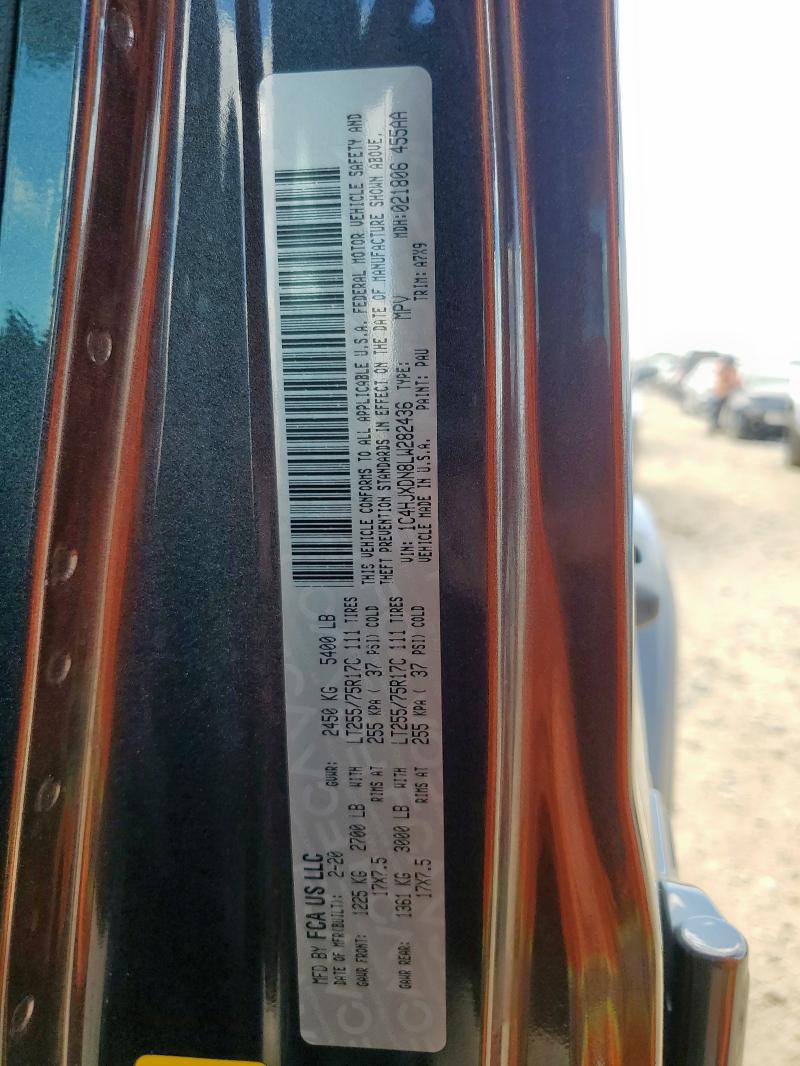 MFD BY FCA US LLC
DATE OF MFR(BUILT): 2-20 GVWR: 2450 KG 5400 LB
GAWR FRONT: 1225 KG 2700 LB WITH LT255/75R17C 111 TIRES
17X7.5 RIMS AT 255 KPA ( 37 PSI) COLD
GAWR REAR: 1361 KG 3000 LB WITH LT255/75R17C 111 TIRES
17X7.5 RIMS AT 255 KPA ( 37 PSI) COLD
THIS VEHICLE CONFORMS TO ALL APPLICABLE U.S.A. FEDERAL MOTOR VEHICLE SAFETY AND
THEFT PREVENTION STANDARDS IN EFFECT ON THE DATE OF MANUFACTURE SHOWN ABOVE.
VIN: 1C4HJXDN8LW282436 TYPE: MPV MDH:021806 455AA
VEHICLE MADE IN U.S.A. PAINT: PAU TRIM: A7X9